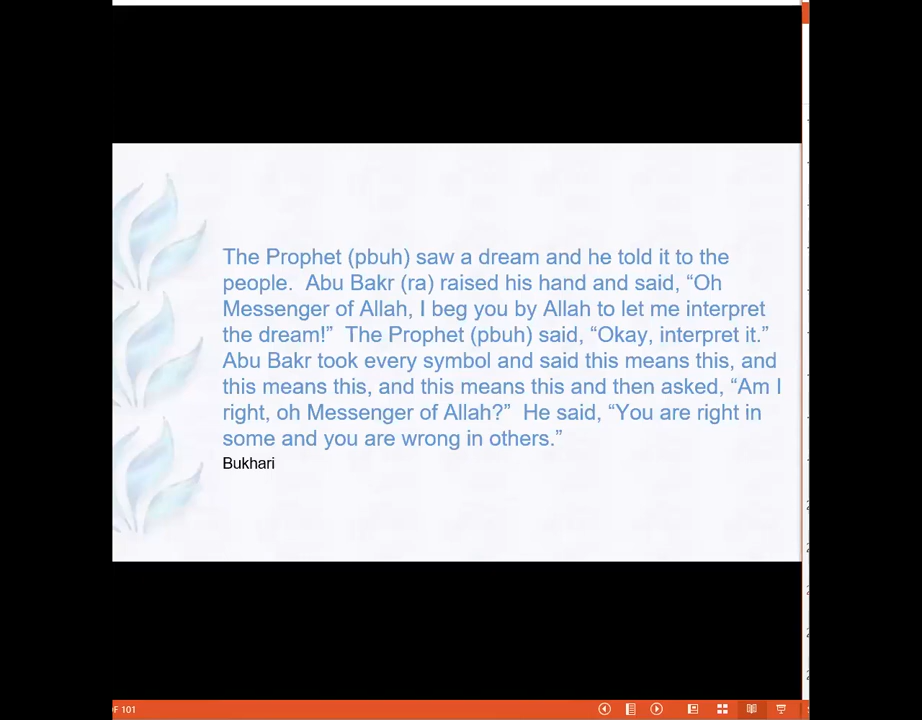 The Prophet (pbuh) saw a dream and he told it to the
people.  Abu Bakr (ra) raised his hand and said, “Oh
Messenger of Allah, I beg you by Allah to let me interpret
the dream!”  The Prophet (pbuh) said, “Okay, interpret it.”
Abu Bakr took every symbol and said this means this, and
this means this, and this means this and then asked, “Am I
right, oh Messenger of Allah?”  He said, “You are right in
some and you are wrong in others.”
Bukhari
OF 101